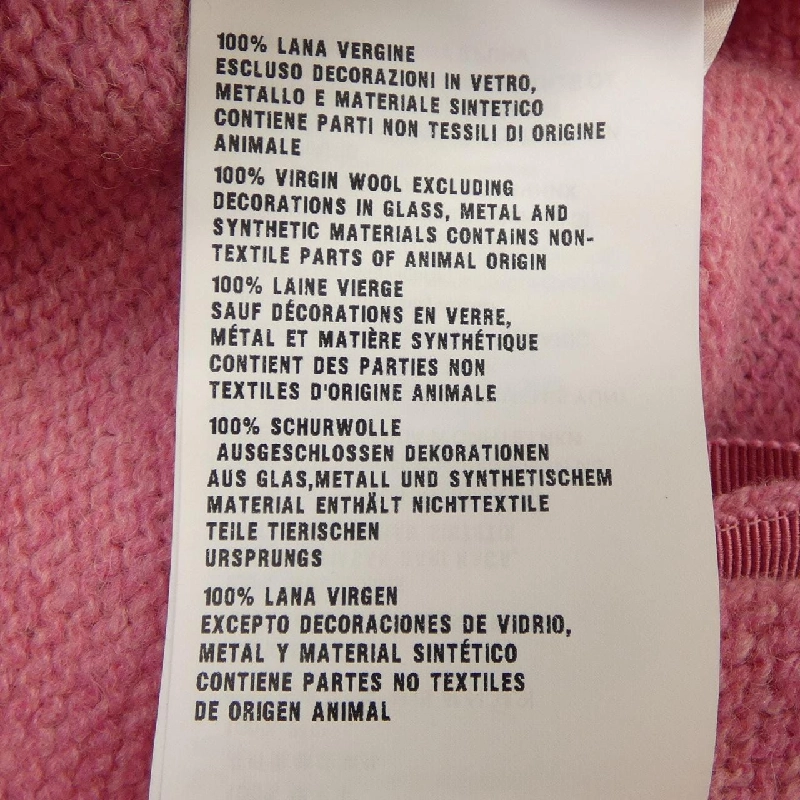 100% LANA VERGINE
ESCLUSO DECORAZIONI IN VETRO,
METALLO E MATERIALE SINTETICO
CONTIENE PARTI NON TESSILI DI ORIGINE
ANIMALE
100% VIRGIN WOOL EXCLUDING
DECORATIONS IN GLASS, METAL AND
SYNTHETIC MATERIALS CONTAINS NON-
TEXTILE PARTS OF ANIMAL ORIGIN
100% LAINE VIERGE
SAUF DÉCORATIONS EN VERRE,
MÉTAL ET MATIÈRE SYNTHÉTIQUE
CONTIENT DES PARTIES NON
TEXTILES D'ORIGINE ANIMALE
100% SCHURWOLLE
AUSGESCHLOSSEN DEKORATIONEN
AUS GLAS,METALL UND SYNTHETISCHEM
MATERIAL ENTHÄLT NICHTTEXTILE
TEILE TIERISCHEN
URSPRUNGS
100% LANA VIRGEN
EXCEPTO DECORACIONES DE VIDRIO,
METAL Y MATERIAL SINTÉTICO
CONTIENE PARTES NO TEXTILES
DE ORIGEN ANIMAL